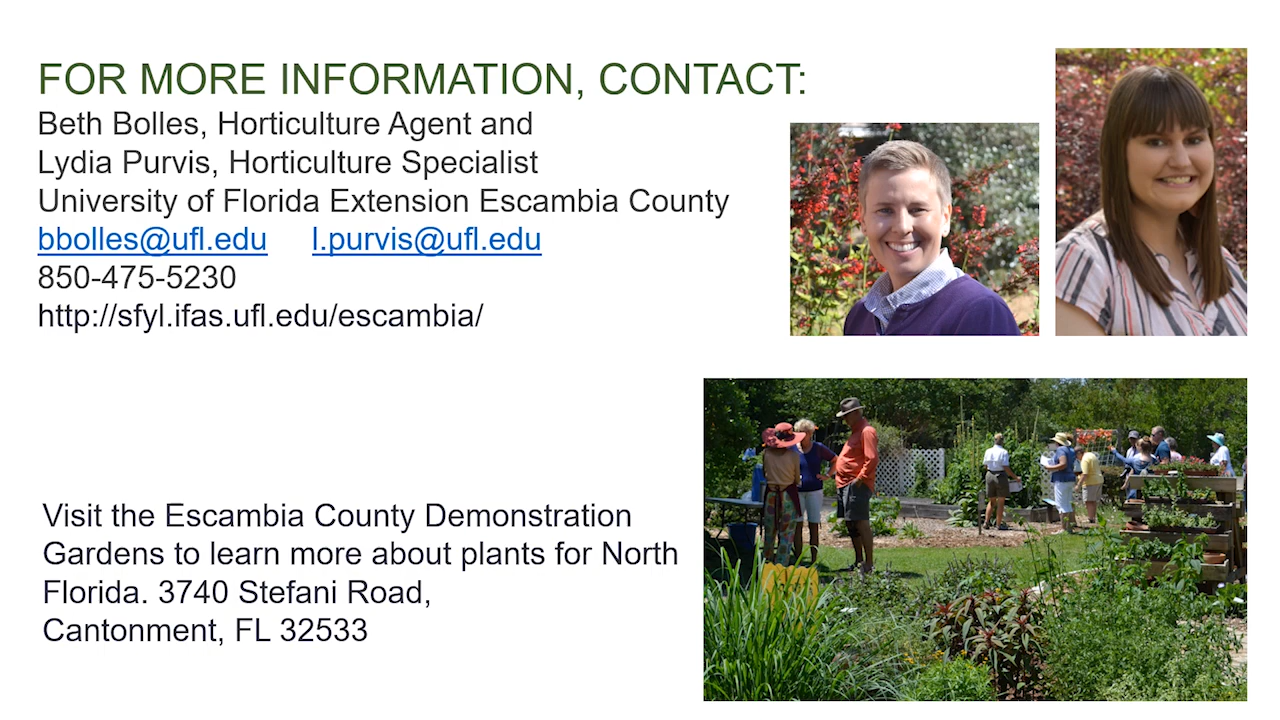 FOR MORE INFORMATION, CONTACT:
Beth Bolles, Horticulture Agent and
Lydia Purvis, Horticulture Specialist
University of Florida Extension Escambia County
bbolles@ufl.edu l.purvis@ufl.edu
850-475-5230
http://sfyl.ifas.ufl.edu/escambia/
Visit the Escambia County Demonstration
Gardens to learn more about plants for North
Florida. 3740 Stefani Road,
Cantonment, FL 32533